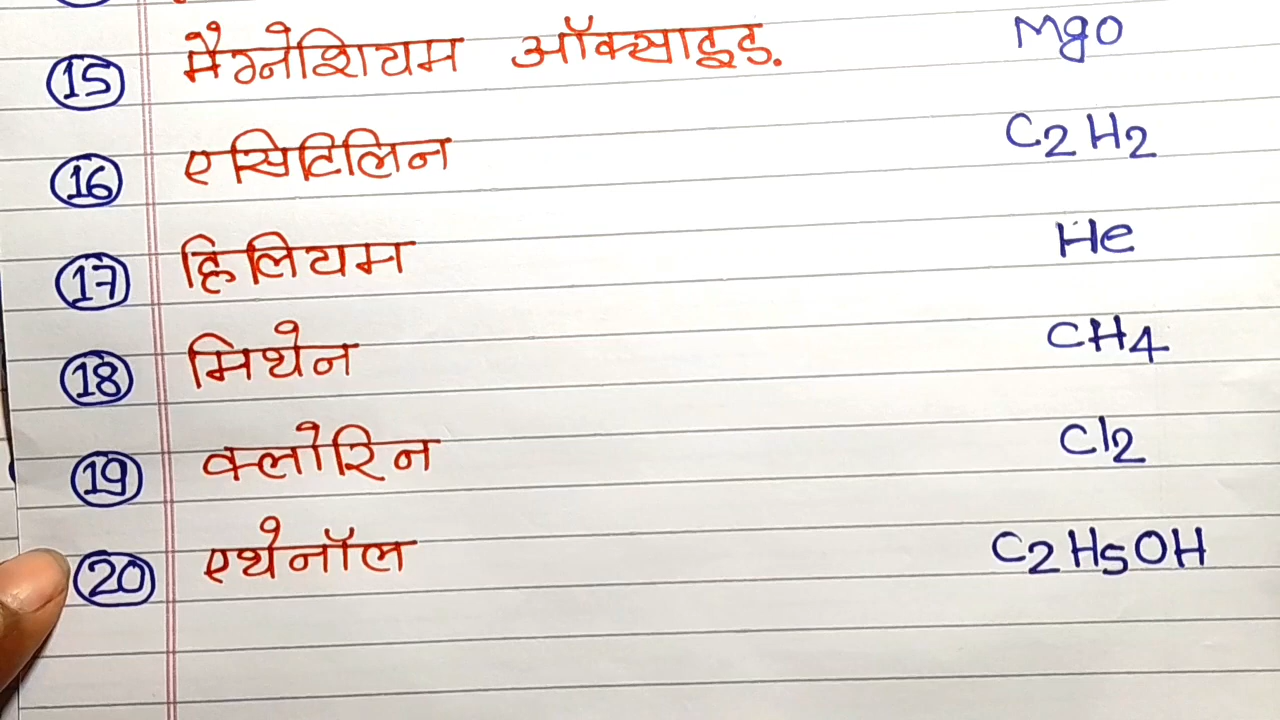 15 मैग्नेशियम ऑक्साइड. MgO
16 एसिटिलिन C2H2
17 हिलियम He
18 मिथेन CH4
19 क्लोरिन Cl2
20 एथेनॉल C2H5OH